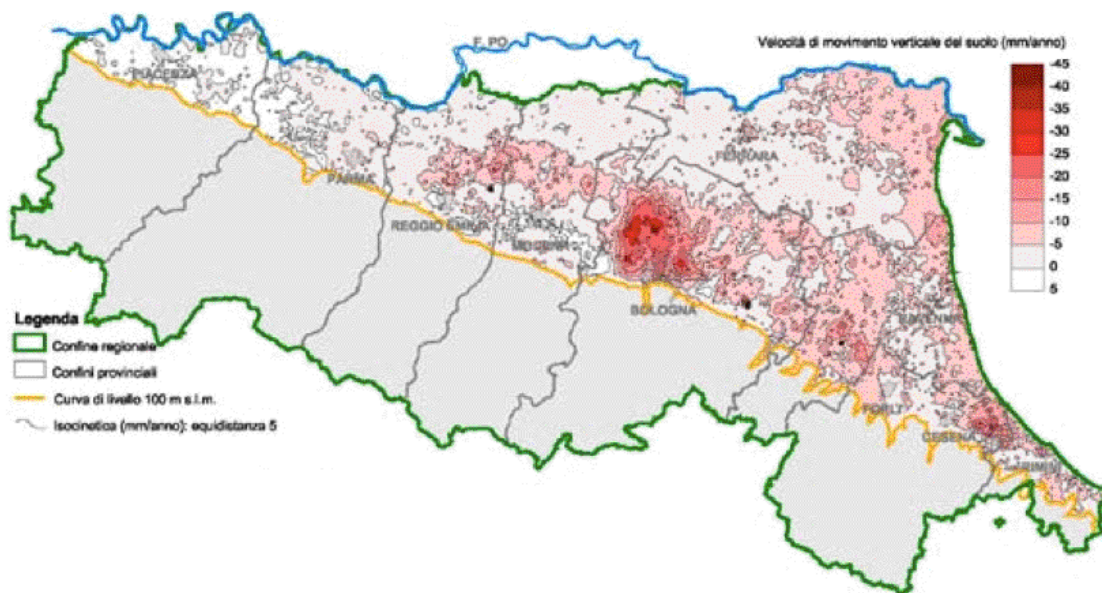 F. PO
Velocità di movimento verticale del suolo (mm/anno)
PIACENZA
-45
-40
-35
-30
-25
-20
-15
-10
-5
0
5
FERRARA
PARMA
REGGIO EMILIA
MODENA
BOLOGNA
RAVENNA
FORLI'
CESENA
RIMINI
Legenda
Confine regionale
Confini provinciali
Curva di livello 100 m s.l.m.
Isocinetica (mm/anno): equidistanza 5